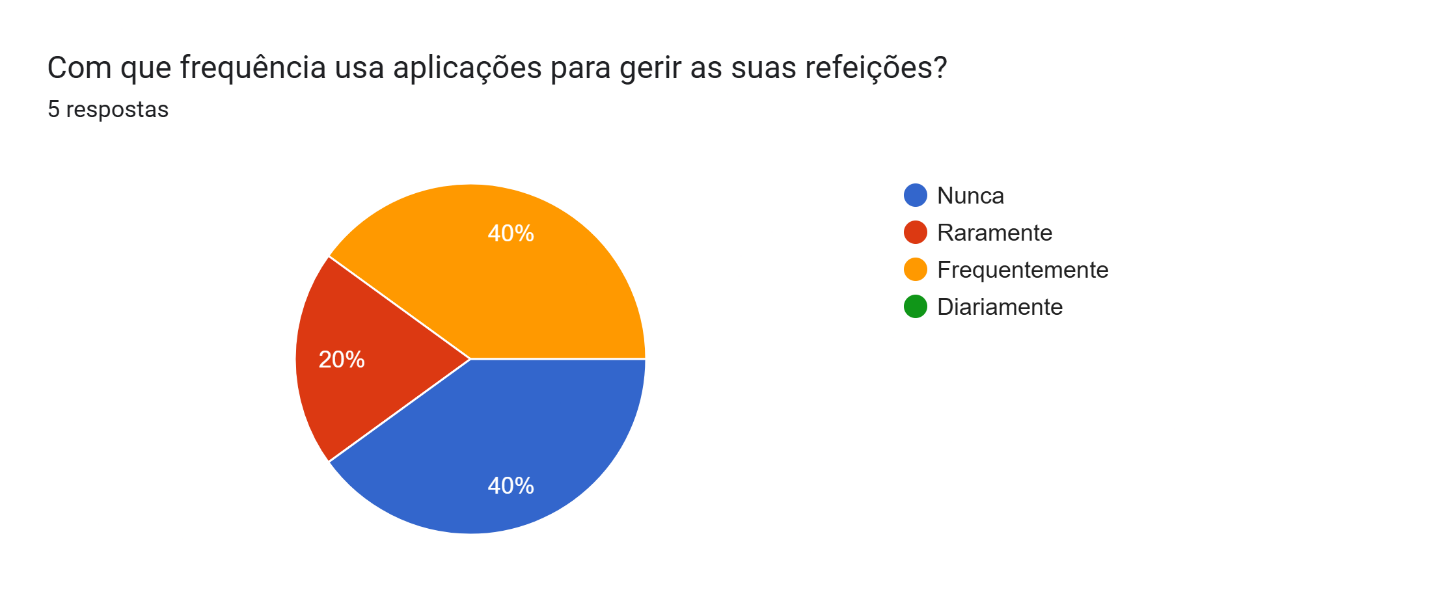 Com que frequência usa aplicações para gerir as suas refeições?
5 respostas
40%
20%
40%
Nunca
Raramente
Frequentemente
Diariamente